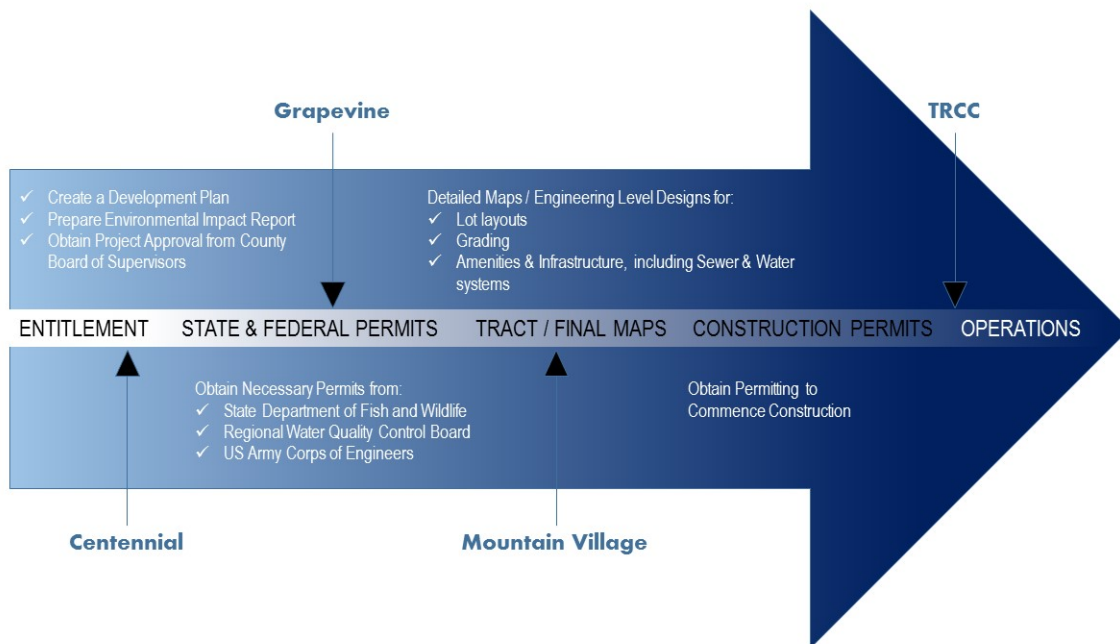 Grapevine
TRCC
✓ Create a Development Plan
✓ Prepare Environmental Impact Report
✓ Obtain Project Approval from County
Board of Supervisors
Detailed Maps / Engineering Level Designs for:
✓ Lot layouts
✓ Grading
✓ Amenities & Infrastructure, including Sewer & Water
systems
ENTITLEMENT
STATE & FEDERAL PERMITS
TRACT / FINAL MAPS
CONSTRUCTION PERMITS
OPERATIONS
Obtain Necessary Permits from:
✓ State Department of Fish and Wildlife
✓ Regional Water Quality Control Board
✓ US Army Corps of Engineers
Obtain Permitting to
Commence Construction
Centennial
Mountain Village